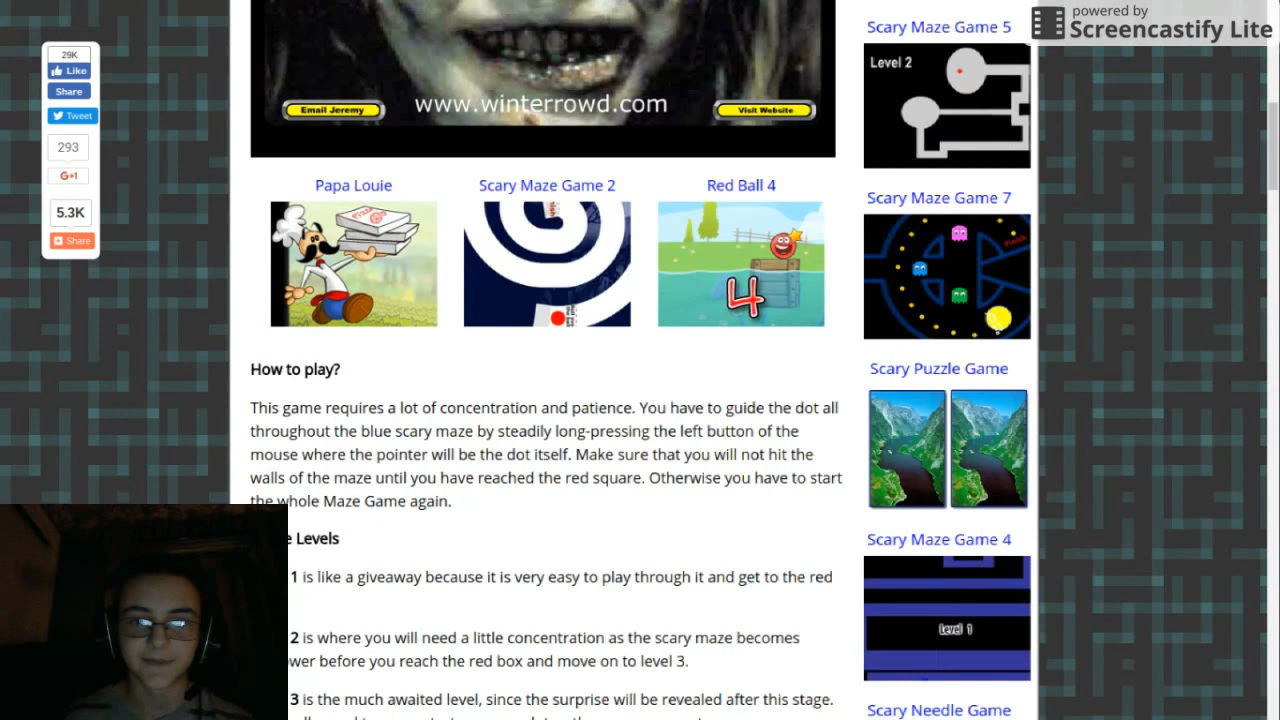 powered by
Screencastify Lite
29K
Like
Share
Tweet
293
G+1
5.3K
Share
Email Jeremy
www.winterrowd.com
Visit Website
Papa Louie
Scary Maze Game 2
Red Ball 4
4
How to play?
This game requires a lot of concentration and patience. You have to guide the dot all
throughout the blue scary maze by steadily long-pressing the left button of the
mouse where the pointer will be the dot itself. Make sure that you will not hit the
walls of the maze until you have reached the red square. Otherwise you have to start
the whole Maze Game again.
Levels
1 is like a giveaway because it is very easy to play through it and get to the red
2 is where you will need a little concentration as the scary maze becomes
before you reach the red box and move on to level 3.
3 is the much awaited level, since the surprise will be revealed after this stage.
Scary Maze Game 5
Level 2
Scary Maze Game 7
Scary Puzzle Game
Scary Maze Game 4
Level 1
Scary Needle Game